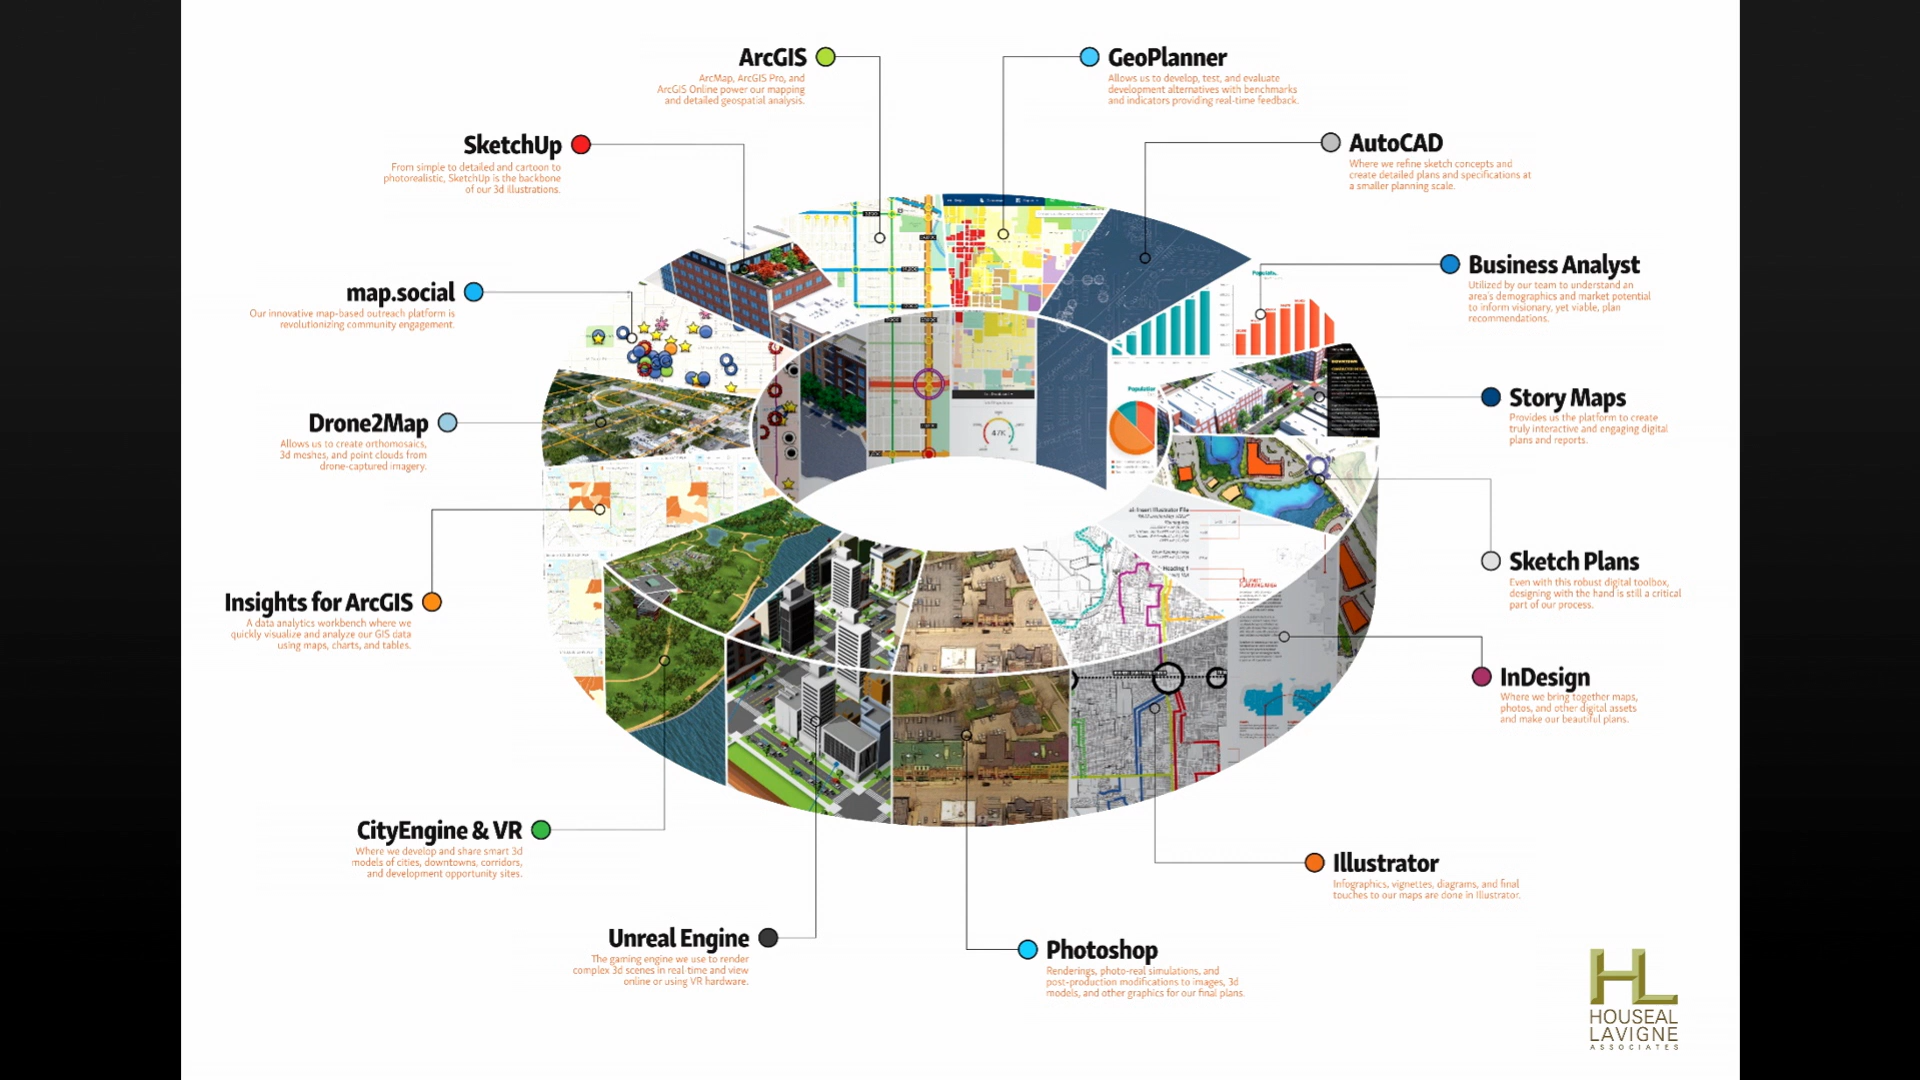 ArcGIS
ArcMap, ArcGIS Pro, and
ArcGIS Online power our mapping
and detailed geospatial analysis.
GeoPlanner
Allows us to develop, test, and evaluate
development alternatives with benchmarks
and indicators providing real-time feedback.
SketchUp
From simple to detailed and cartoon to
photorealistic, SketchUp is the backbone
of our 3d illustrations.
AutoCAD
Where we refine sketch concepts and
create detailed plans and specifications at
a smaller planning scale.
Business Analyst
Utilized by our team to understand an
area's demographics and market potential
to inform visionary, yet viable, plan
recommendations.
map.social
Our innovative map-based outreach platform is
revolutionizing community engagement.
Story Maps
Provides us the platform to create
truly interactive and engaging digital
plans and reports.
Drone2Map
Allows us to create orthomosaics,
3d meshes, and point clouds from
drone-captured imagery.
Sketch Plans
Even with this robust digital toolbox,
designing with the hand is still a critical
part of our process.
Insights for ArcGIS
A data analytics workbench where we
quickly visualize and analyze our GIS data
using maps, charts, and tables.
InDesign
Where we bring together maps,
photos, and other digital assets
and make our beautiful plans.
CityEngine & VR
Where we develop and share smart 3d
models of cities, downtowns, corridors,
and development opportunity sites.
Illustrator
Infographics, vignettes, diagrams, and final
touches to our maps are done in Illustrator.
Unreal Engine
The gaming engine we use to render
complex 3d scenes in real-time and view
online or using VR hardware.
Photoshop
Renderings, photo-real simulations, and
post-production modifications to images, 3d
models, and other graphics for our final plans.
HL
HOUSEAL
LAVIGNE
ASSOCIATES